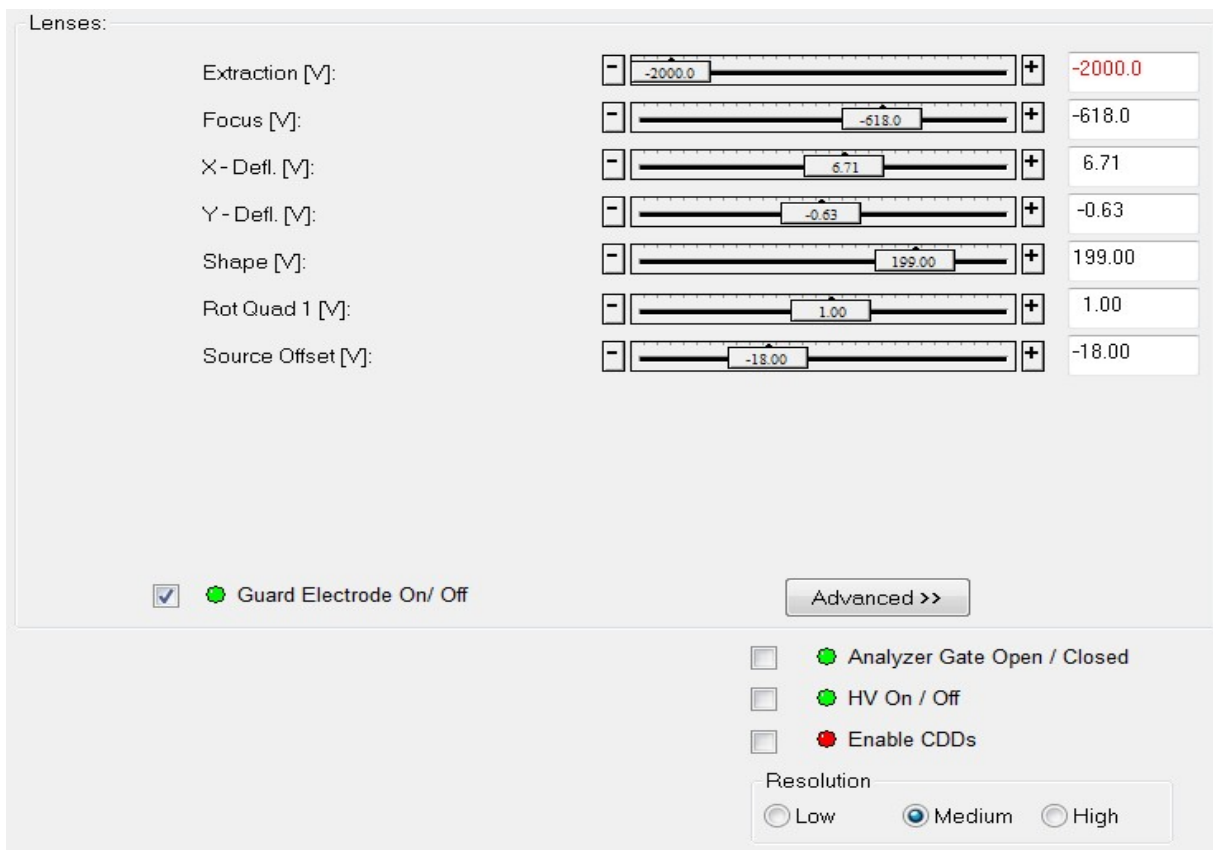 Lenses:
Extraction [V]: - -2000.0 + -2000.0
Focus [V]: - -618.0 + -618.0
X - Defl. [V]: - 6.71 + 6.71
Y - Defl. [V]: - -0.63 + -0.63
Shape [V]: - 199.00 + 199.00
Rot Quad 1 [V]: - 1.00 + 1.00
Source Offset [V]: - -18.00 + -18.00
Guard Electrode On/ Off Advanced >>
Analyzer Gate Open / Closed
HV On / Off
Enable CDDs
Resolution
Low Medium High